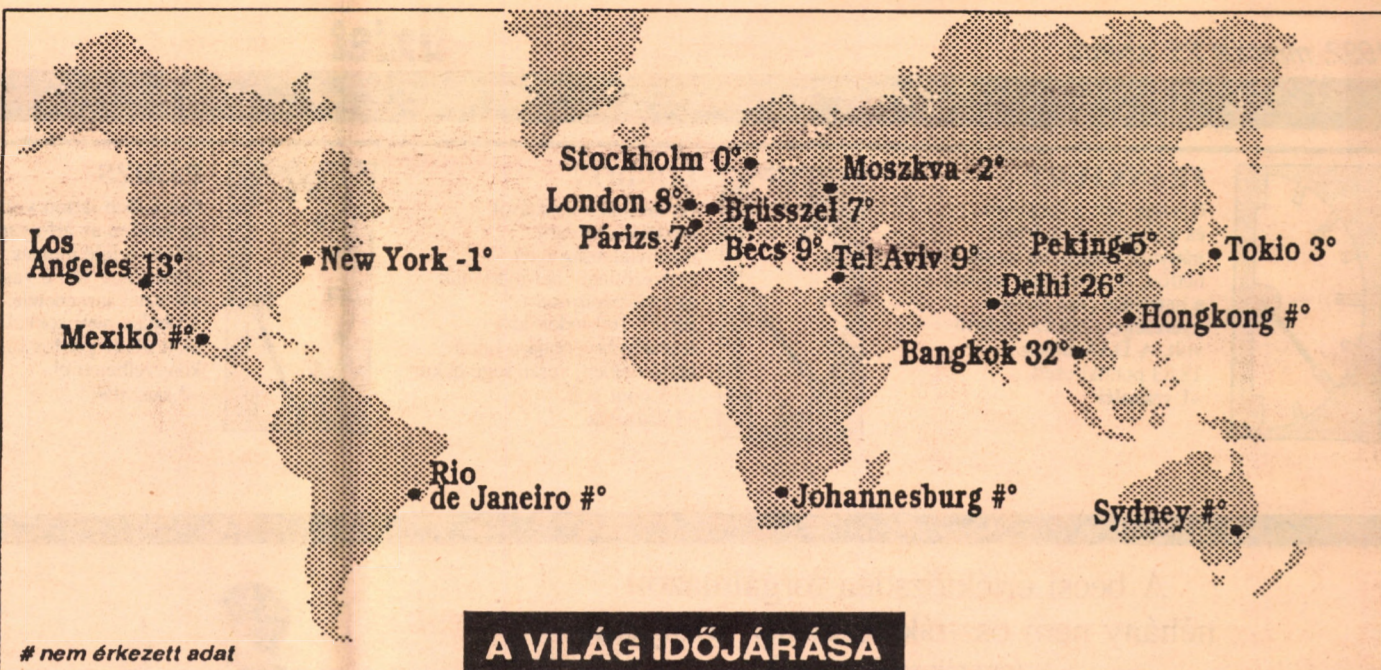 Stockholm 0°
Moszkva -2°
London 8°
Brüsszel 7°
Párizs 7°
Bécs 9°
Tel Aviv 9°
Los
Angeles 13°
New York -1°
Peking 5°
Tokio 3°
Delhi 26°
Mexikó #°
Hongkong #°
Bangkok 32°
Rio
de Janeiro #°
Johannesburg #°
Sydney #°
# nem érkezett adat
A VILÁG IDŐJÁRÁSA